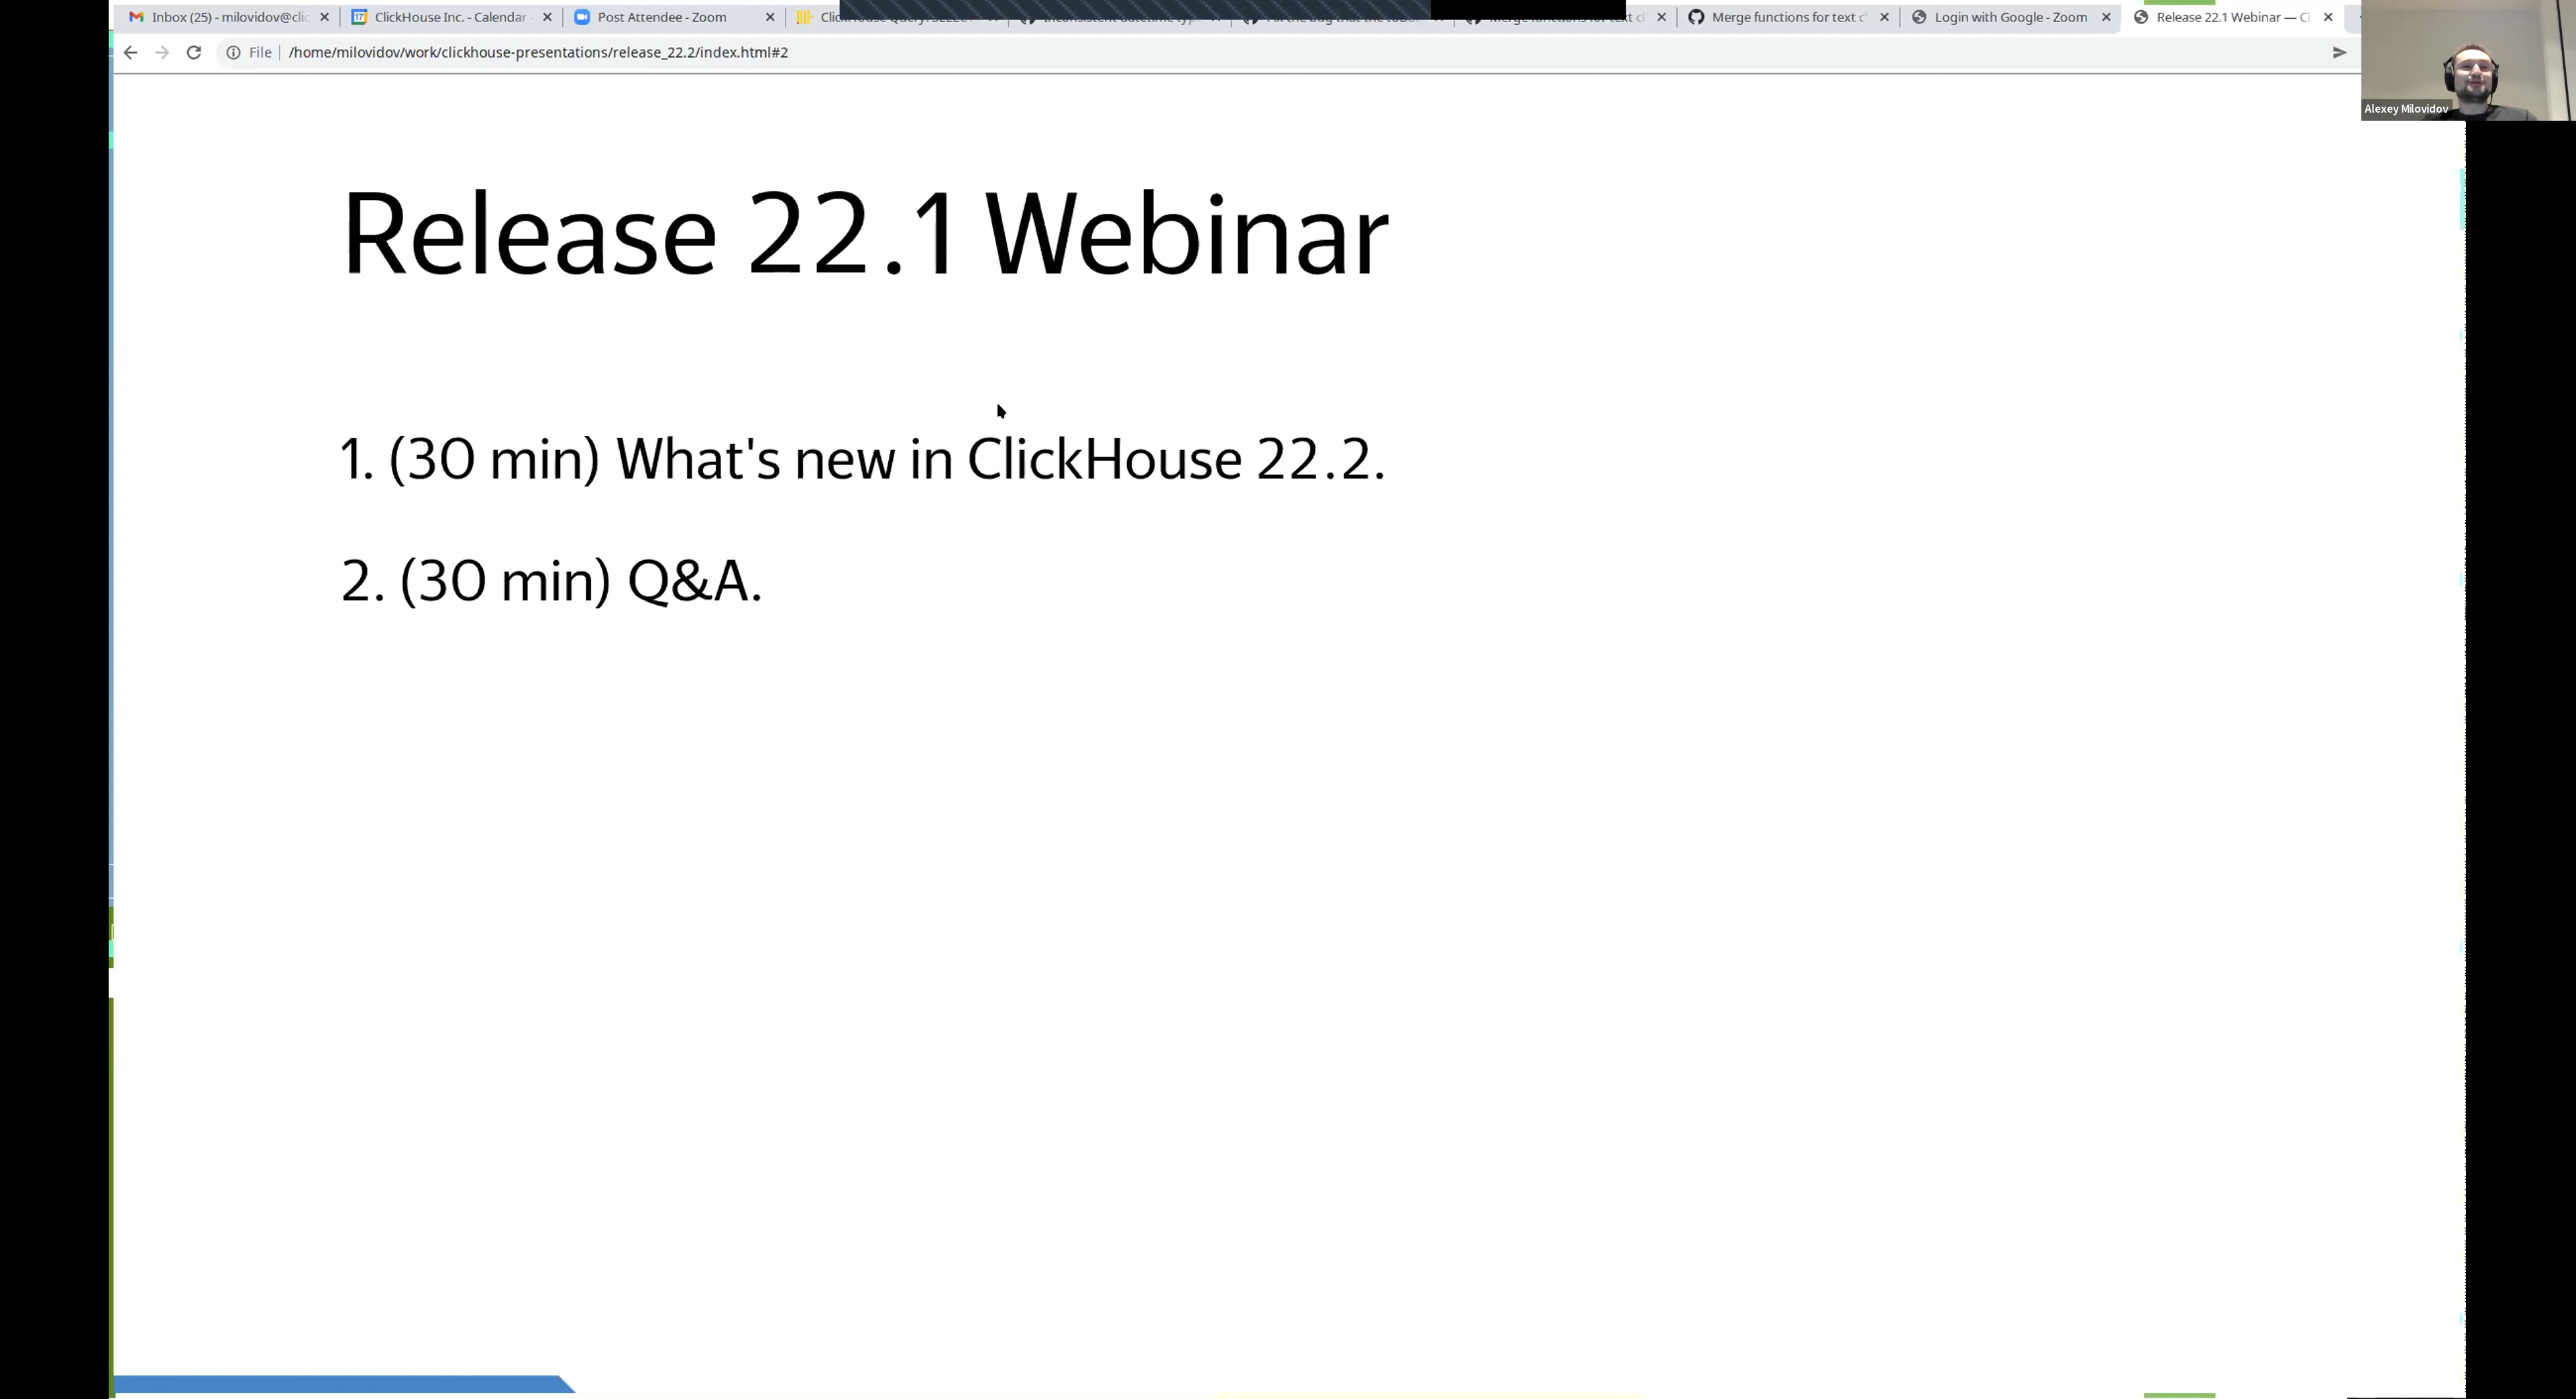 Inbox (25) - milovidov@clic
ClickHouse Inc. - Calendar
Post Attendee - Zoom
Merge functions for text c
Login with Google - Zoom
Release 22.1 Webinar — C
File
/home/milovidov/work/clickhouse-presentations/release_22.2/index.html#2
Alexey Milovidov
Release 22.1 Webinar
1. (30 min) What's new in ClickHouse 22.2.
2. (30 min) Q&A.